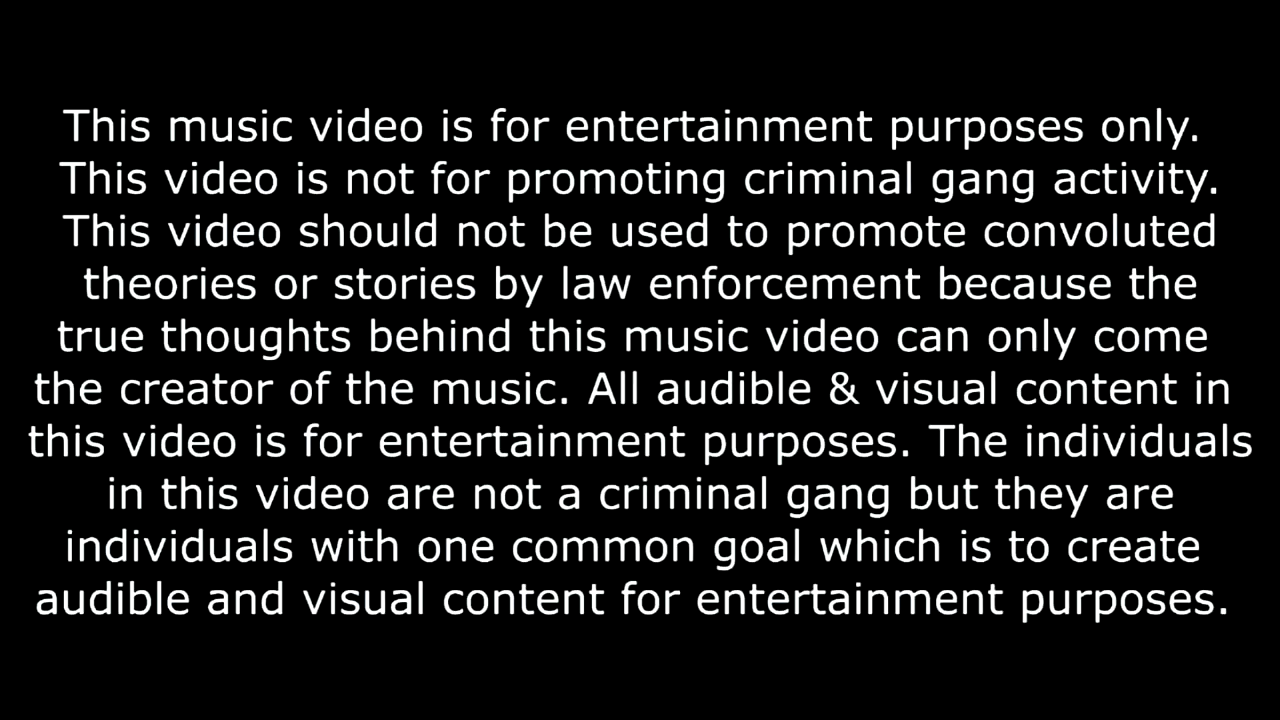 This music video is for entertainment purposes only.
This video is not for promoting criminal gang activity.
This video should not be used to promote convoluted
theories or stories by law enforcement because the
true thoughts behind this music video can only come
the creator of the music. All audible & visual content in
this video is for entertainment purposes. The individuals
in this video are not a criminal gang but they are
individuals with one common goal which is to create
audible and visual content for entertainment purposes.